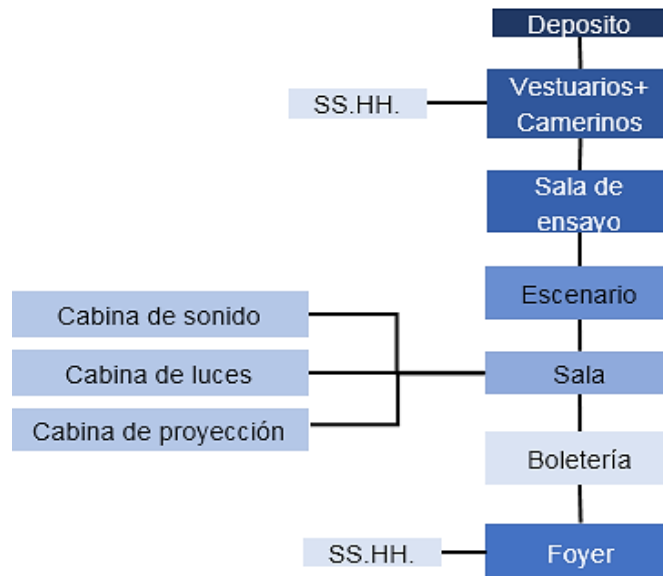 Deposito
SS.HH.
Vestuarios+
Camerinos
Sala de
ensayo
Escenario
Cabina de sonido
Cabina de luces
Sala
Cabina de proyección
Boletería
SS.HH.
Foyer